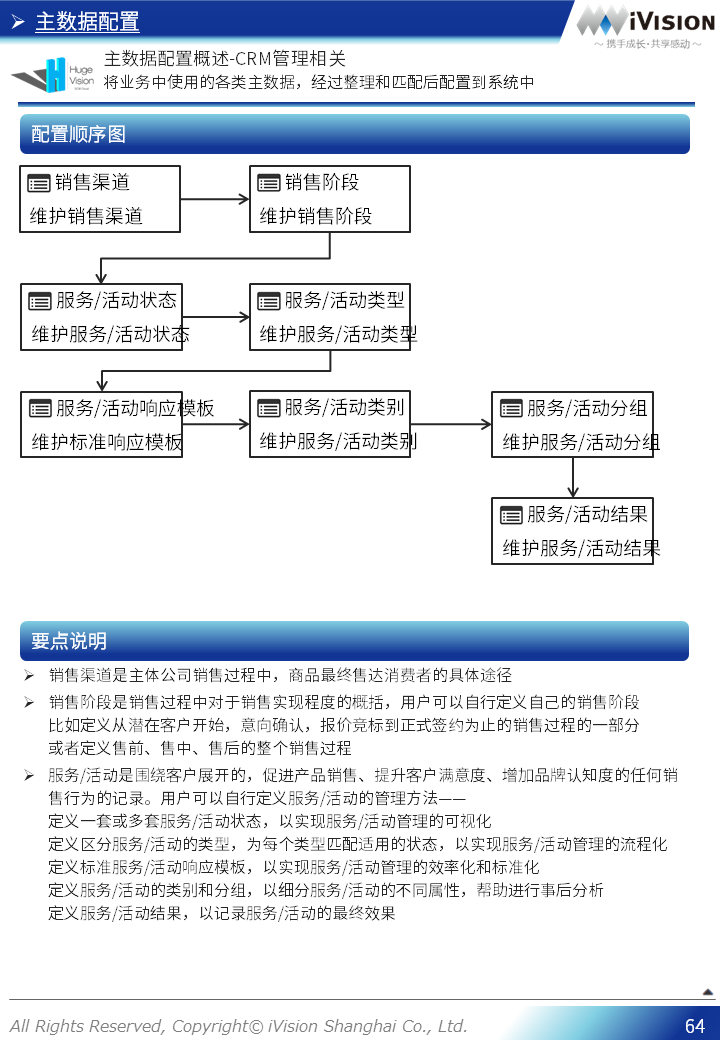 主数据配置
iVision
～ 携手成长·共享感动 ～
Huge
Vision
主数据配置概述-CRM管理相关
将业务中使用的各类主数据，经过整理和匹配后配置到系统中
配置顺序图
销售渠道
维护销售渠道
销售阶段
维护销售阶段
服务/活动状态
维护服务/活动状态
服务/活动类型
维护服务/活动类型
服务/活动响应模板
维护标准响应模板
服务/活动类别
维护服务/活动类别
服务/活动分组
维护服务/活动分组
服务/活动结果
维护服务/活动结果
要点说明
销售渠道是主体公司销售过程中，商品最终售达消费者的具体途径
销售阶段是销售过程中对于销售实现程度的概括，用户可以自行定义自己的销售阶段
比如定义从潜在客户开始，意向确认，报价竞标到正式签约为止的销售过程的一部分
或者定义售前、售中、售后的整个销售过程
服务/活动是围绕客户展开的，促进产品销售、提升客户满意度、增加品牌认知度的任何销
售行为的记录。用户可以自行定义服务/活动的管理方法——
定义一套或多套服务/活动状态，以实现服务/活动管理的可视化
定义区分服务/活动的类型，为每个类型匹配适用的状态，以实现服务/活动管理的流程化
定义标准服务/活动响应模板，以实现服务/活动管理的效率化和标准化
定义服务/活动的类别和分组，以细分服务/活动的不同属性，帮助进行事后分析
定义服务/活动结果，以记录服务/活动的最终效果
All Rights Reserved, Copyright© iVision Shanghai Co., Ltd.
64